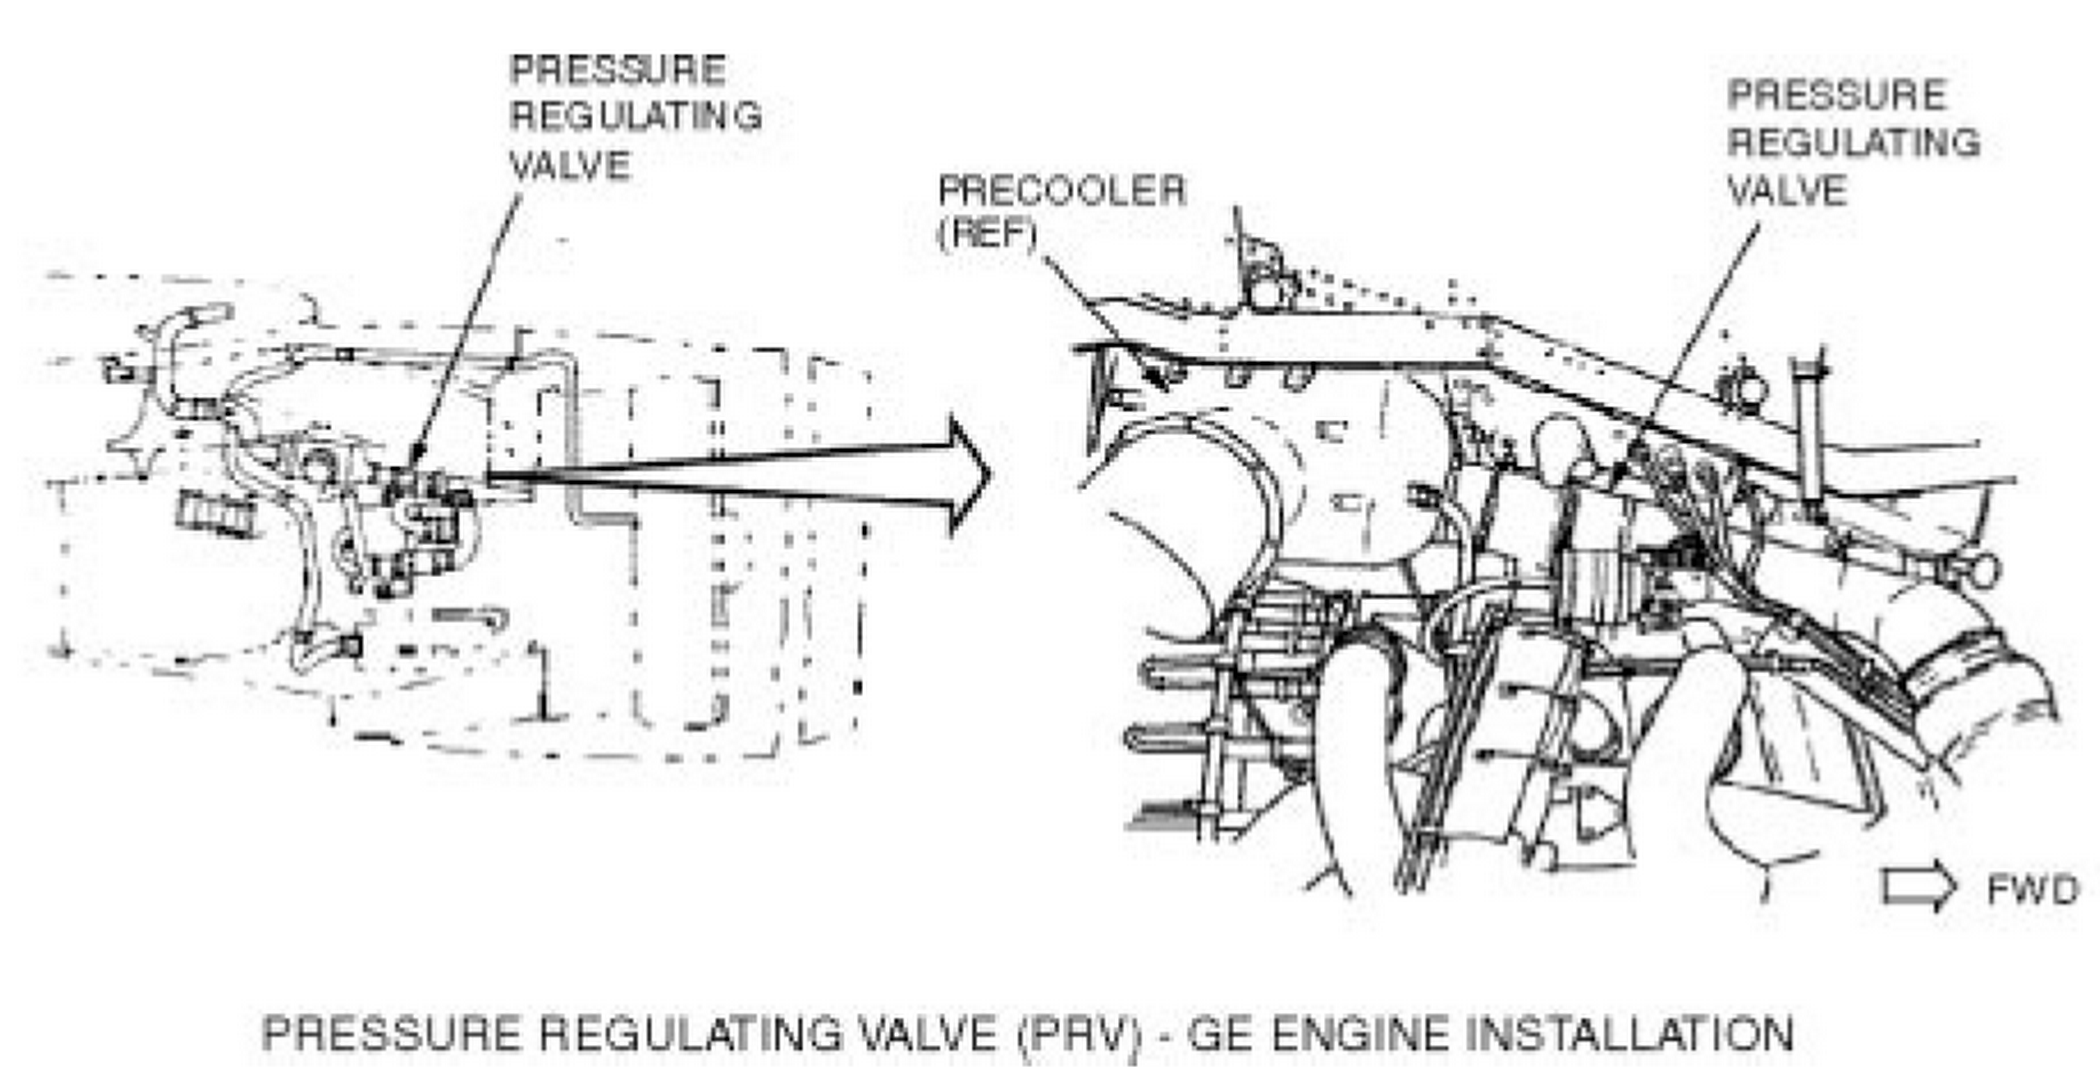 PRESSURE
REGULATING
VALVE
PRECOOLER
(REF)
PRESSURE
REGULATING
VALVE
FWD
PRESSURE REGULATING VALVE (PRV) - GE ENGINE INSTALLATION